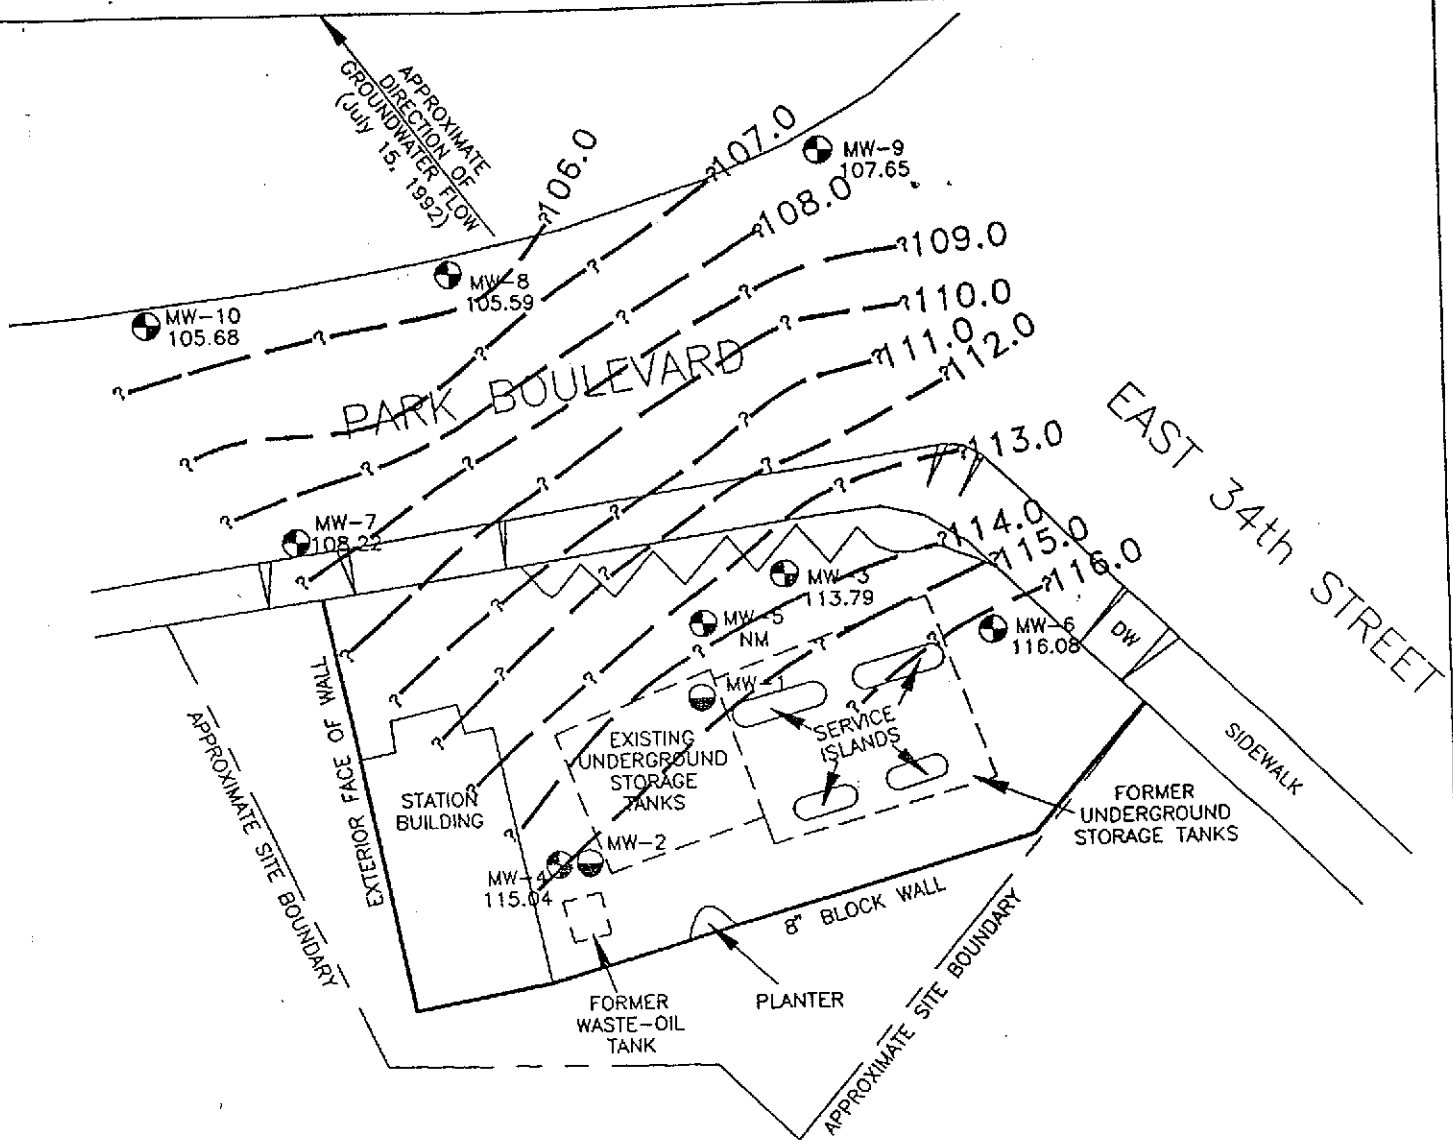 APPROXIMATE
DIRECTION OF
GROUNDWATER FLOW
(July 15, 1992)
106.0
107.0
MW-9
107.65
108.0
109.0
MW-8
105.59
110.0
MW-10
105.68
111.0
112.0
PARK BOULEVARD
EAST 34th STREET
113.0
MW-7
108.22
114.0
115.0
116.0
MW-3
113.79
MW-5
NM
MW-6
116.08
DW
MW-1
SERVICE
ISLANDS
EXISTING
UNDERGROUND
STORAGE
TANKS
SIDEWALK
EXTERIOR FACE OF WALL
APPROXIMATE SITE BOUNDARY
STATION
BUILDING
FORMER
UNDERGROUND
STORAGE TANKS
MW-2
MW-4
115.04
8" BLOCK WALL
FORMER
WASTE-OIL
TANK
PLANTER
APPROXIMATE SITE BOUNDARY